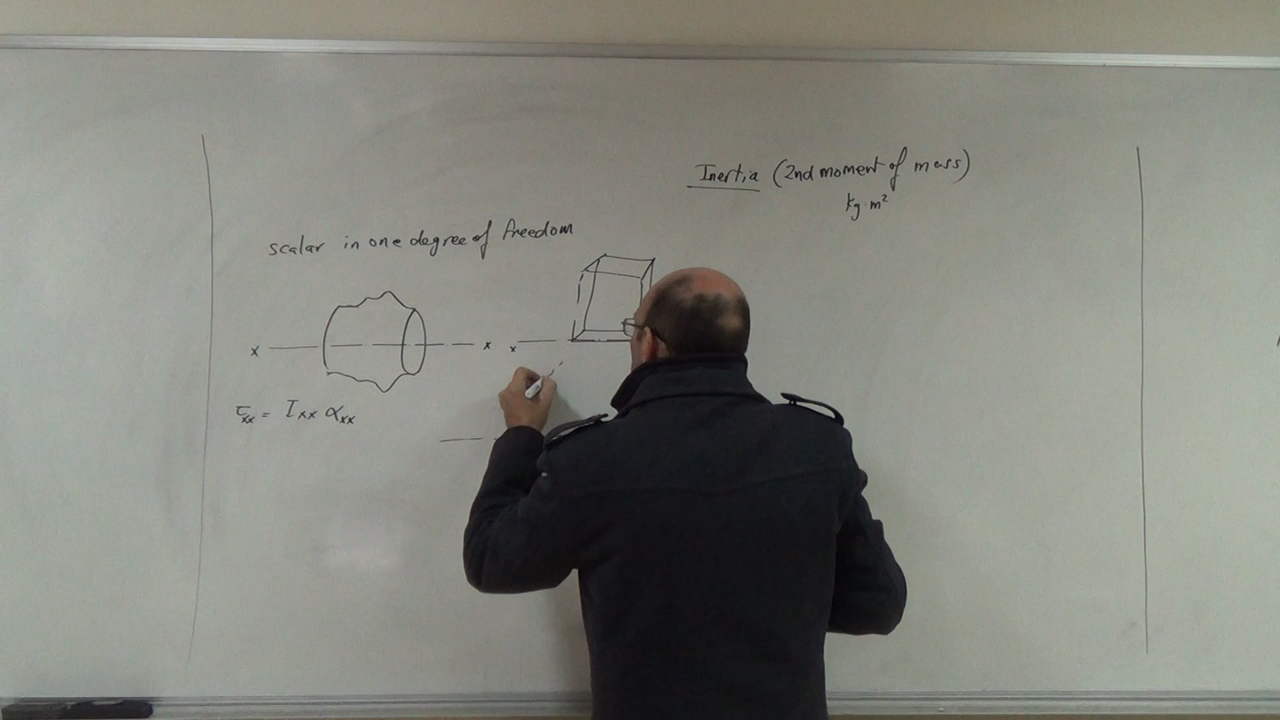 Inertia (2nd moment of mass)
kg·m²
scalar in one degree of freedom
x x x
τxx = Ixx αxx